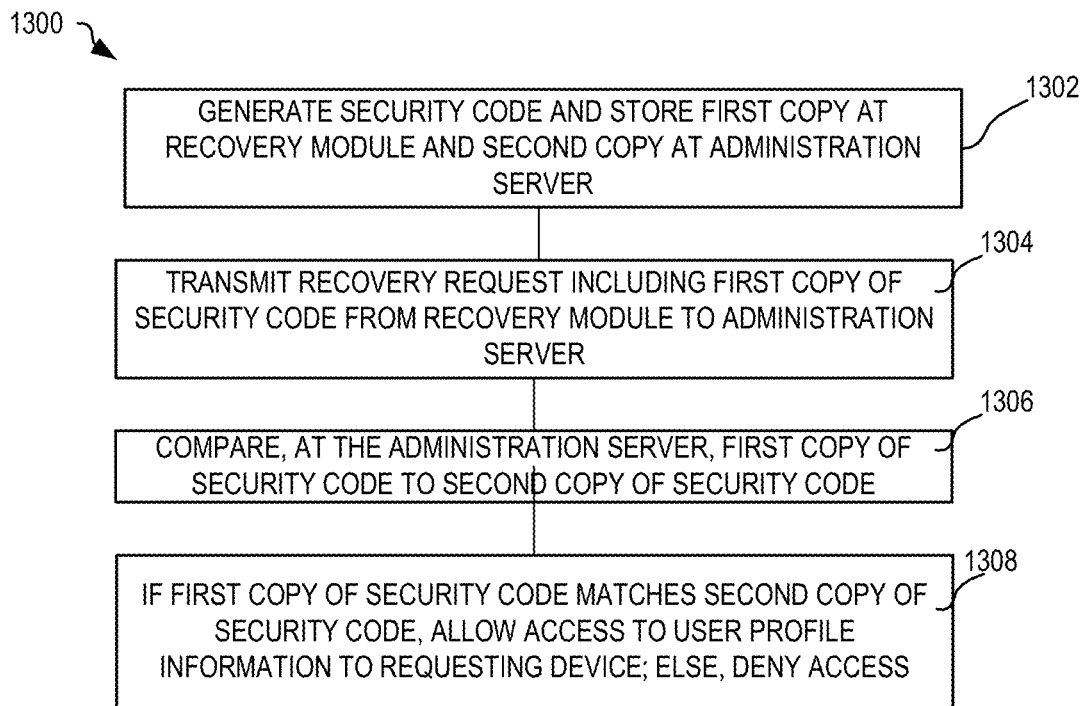 1300
1302
GENERATE SECURITY CODE AND STORE FIRST COPY AT
RECOVERY MODULE AND SECOND COPY AT ADMINISTRATION
SERVER
1304
TRANSMIT RECOVERY REQUEST INCLUDING FIRST COPY OF
SECURITY CODE FROM RECOVERY MODULE TO ADMINISTRATION
SERVER
1306
COMPARE, AT THE ADMINISTRATION SERVER, FIRST COPY OF
SECURITY CODE TO SECOND COPY OF SECURITY CODE
1308
IF FIRST COPY OF SECURITY CODE MATCHES SECOND COPY OF
SECURITY CODE, ALLOW ACCESS TO USER PROFILE
INFORMATION TO REQUESTING DEVICE; ELSE, DENY ACCESS